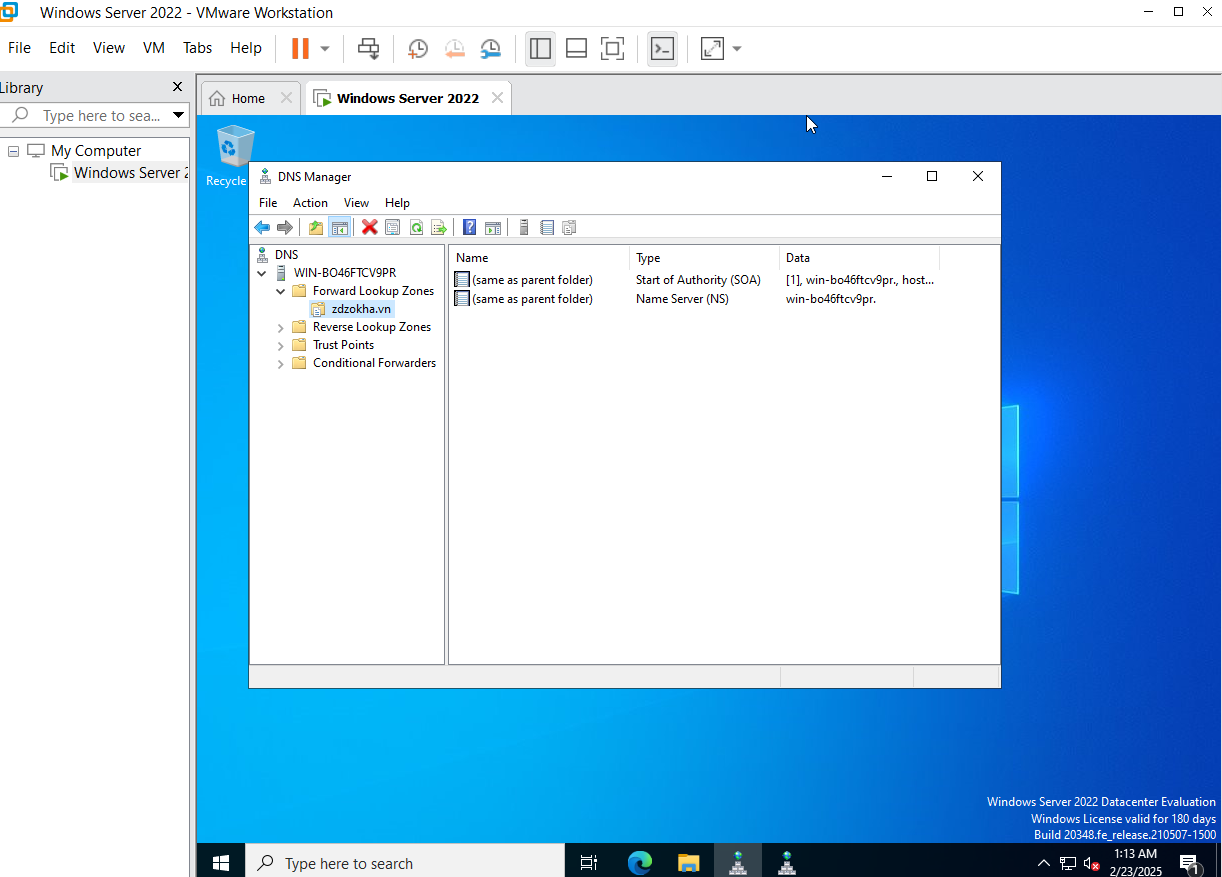 Windows Server 2022 - VMware Workstation
File Edit View VM Tabs Help
Library
Home
Windows Server 2022
Type here to sea...
My Computer
Windows Server 2
Recycle
DNS Manager
File Action View Help
DNS
WIN-BO46FTCV9PR
Forward Lookup Zones
zdzokha.vn
Reverse Lookup Zones
Trust Points
Conditional Forwarders
Name Type Data
(same as parent folder) Start of Authority (SOA) [1], win-bo46ftcv9pr., host...
(same as parent folder) Name Server (NS) win-bo46ftcv9pr.
Windows Server 2022 Datacenter Evaluation
Windows License valid for 180 days
Build 20348.fe_release.210507-1500
Type here to search
1:13 AM
2/23/2025
1